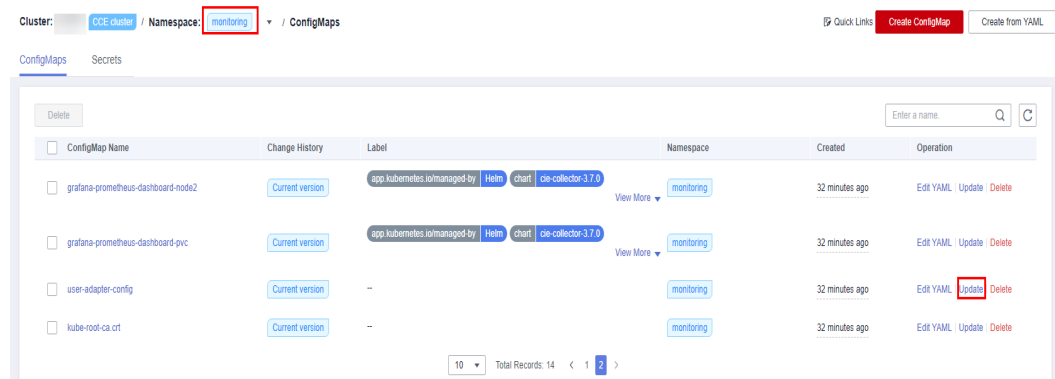 Cluster: CCE cluster / Namespace: monitoring / ConfigMaps Quick Links Create ConfigMap Create from YAML
ConfigMaps Secrets
Delete Enter a name.
ConfigMap Name Change History Label Namespace Created Operation
grafana-prometheus-dashboard-node2 Current version app.kubernetes.io/managed-by Helm chart cie-collector-3.7.0 View More monitoring 32 minutes ago Edit YAML Update Delete
grafana-prometheus-dashboard-pvc Current version app.kubernetes.io/managed-by Helm chart cie-collector-3.7.0 View More monitoring 32 minutes ago Edit YAML Update Delete
user-adapter-config Current version -- monitoring 32 minutes ago Edit YAML Update Delete
kube-root-ca.crt Current version -- monitoring 32 minutes ago Edit YAML Update Delete
10 Total Records: 14 < 1 2 >